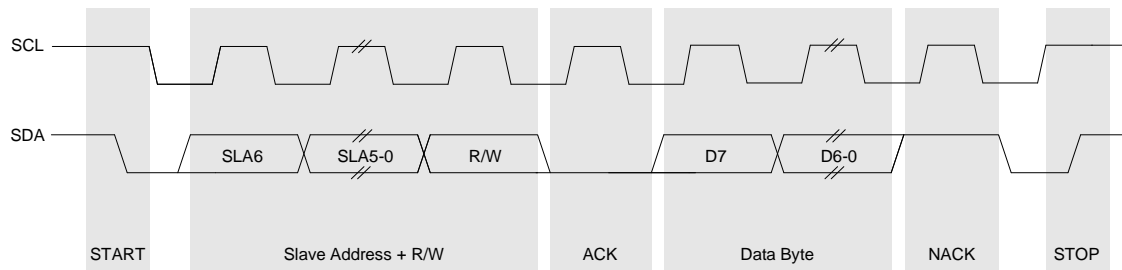 SCL
SDA
SLA6 SLA5-0 R/W D7 D6-0
START Slave Address + R/W ACK Data Byte NACK STOP